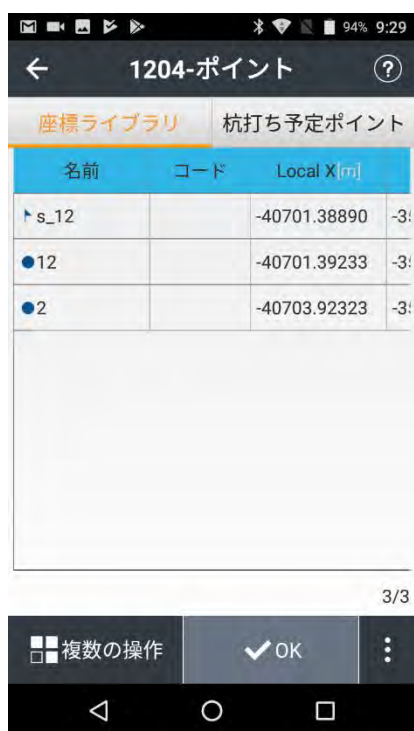 94% 9:29
1204-ポイント ?
座標ライブラリ 杭打ち予定ポイント
名前 コード Local X[m]
s_12 -40701.38890
12 -40701.39233
2 -40703.92323
3/3
複数の操作 OK